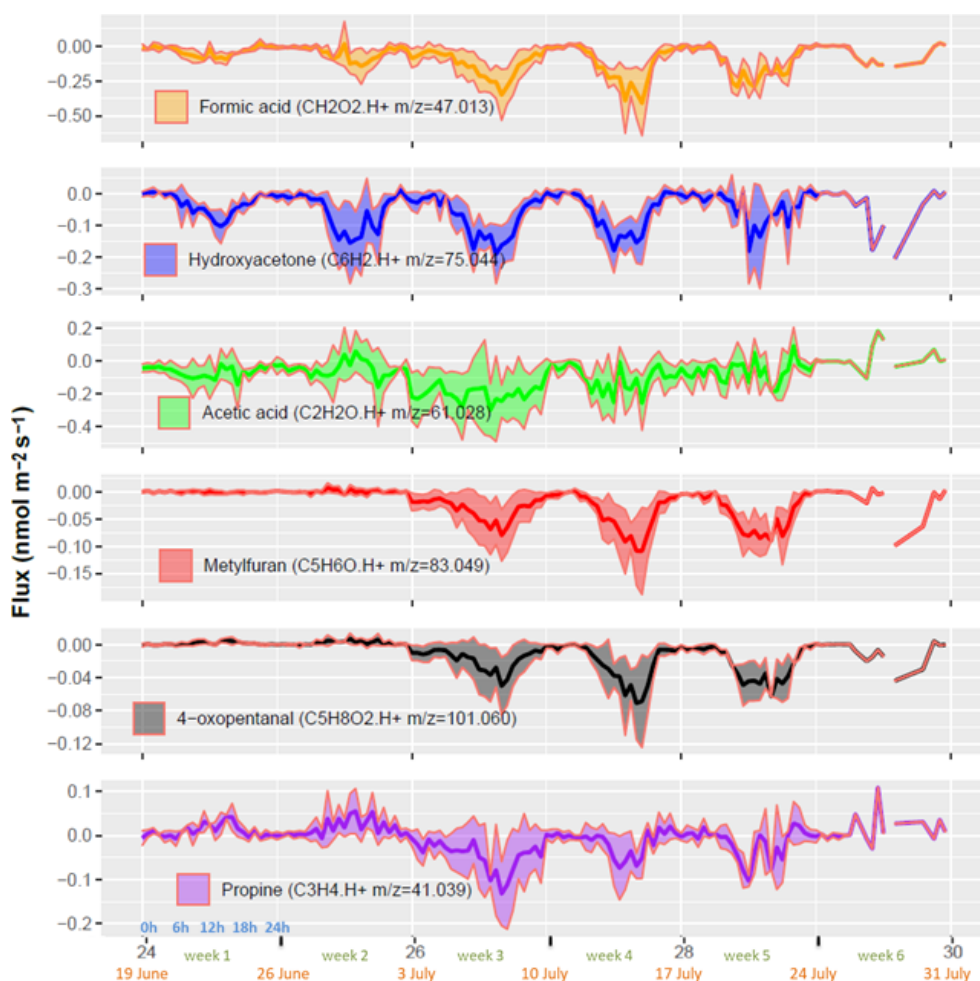 Flux (nmol m−2 s−1)
0.00
−0.25
−0.50
Formic acid (CH2O2.H+ m/z=47.013)
0.0
−0.1
−0.2
−0.3
Hydroxyacetone (C6H2.H+ m/z=75.044)
0.2
0.0
−0.2
−0.4
Acetic acid (C2H2O.H+ m/z=61.028)
0.00
−0.05
−0.10
−0.15
Metylfuran (C5H6O.H+ m/z=83.049)
0.00
−0.04
−0.08
−0.12
4−oxopentanal (C5H8O2.H+ m/z=101.060)
0.1
0.0
−0.1
−0.2
Propine (C3H4.H+ m/z=41.039)
0h 6h 12h 18h 24h
24 26 28 30
week 1 week 2 week 3 week 4 week 5 week 6
19 June 26 June 3 July 10 July 17 July 24 July 31 July